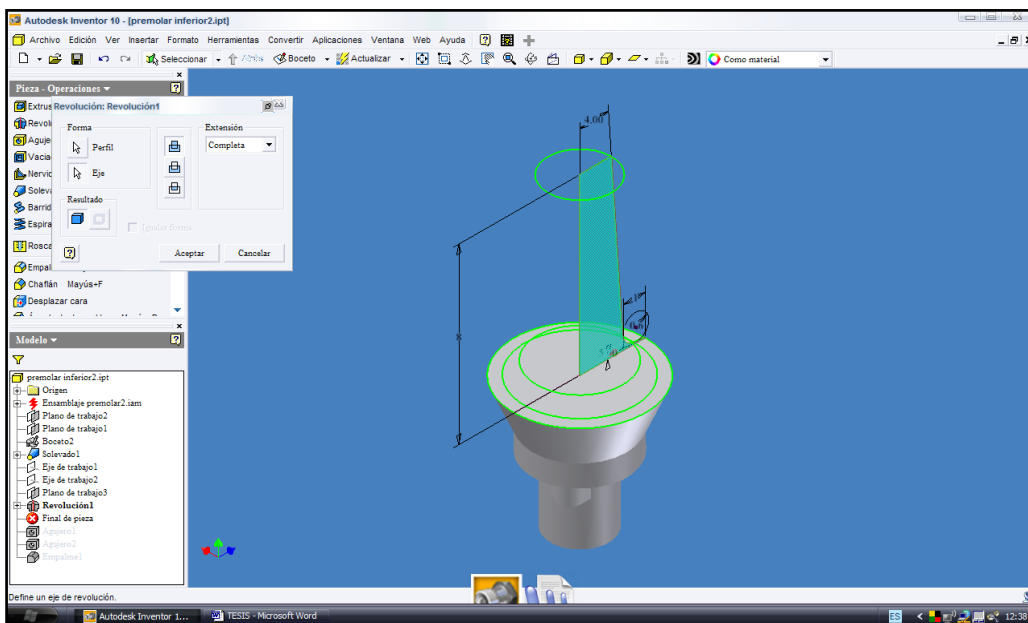 Autodesk Inventor 10 - [premolar inferior2.ipt]
Archivo Edición Ver Insertar Formato Herramientas Convertir Aplicaciones Ventana Web Ayuda
Seleccionar Boceto Actualizar Como material
Pieza - Operaciones
Revolución: Revolución1
Forma
Perfil
Eje
Extensión
Completa
Resultado
Igualar forma
Aceptar Cancelar
Extrus
Revol
Aguje
Vacia
Nervio
Soleva
Barrid
Espira
Rosca
Empal
Chaflán Mayús+F
Desplazar cara
Modelo
premolar inferior2.ipt
Origen
Ensamblaje premolar2.iam
Plano de trabajo2
Plano de trabajo1
Boceto2
Solevado1
Eje de trabajo1
Eje de trabajo2
Plano de trabajo3
Revolución1
Final de pieza
Agujero1
Agujero2
Empalme1
4.00
8
Define un eje de revolución.
Autodesk Inventor 1... TESIS - Microsoft Word ES 12:38